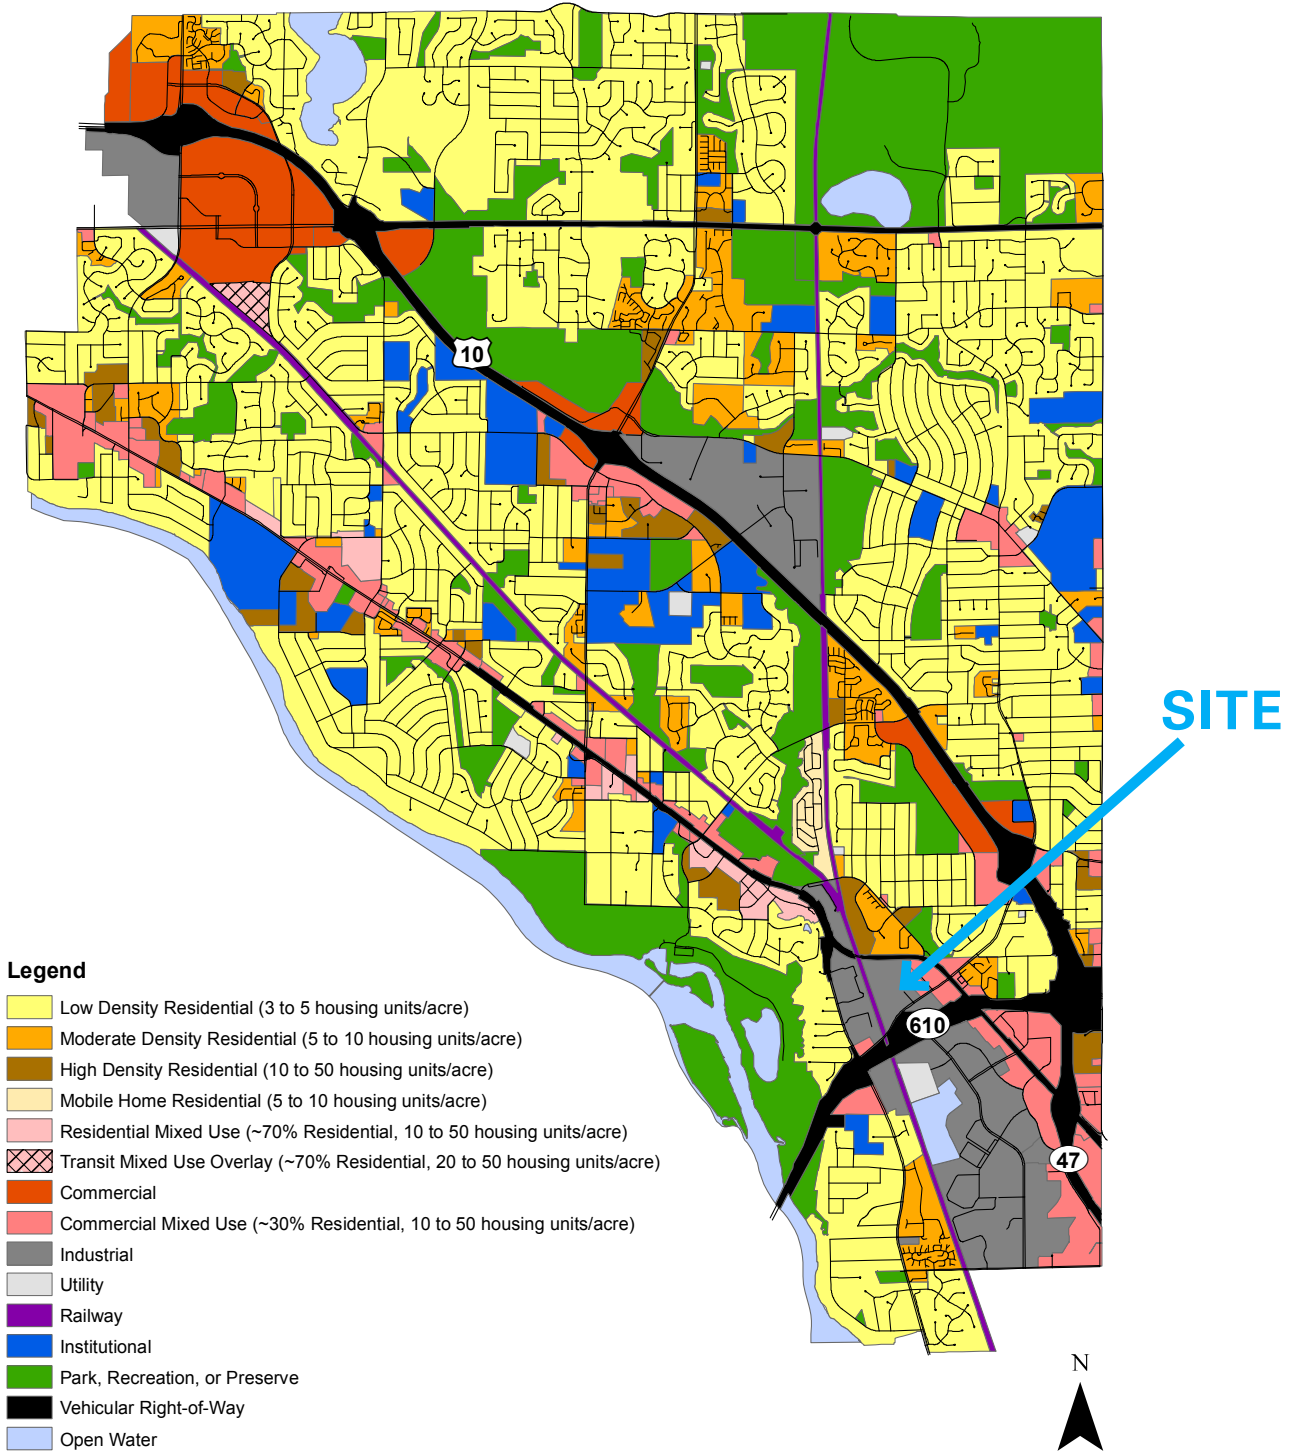 10
SITE
610
47
Legend
Low Density Residential (3 to 5 housing units/acre)
Moderate Density Residential (5 to 10 housing units/acre)
High Density Residential (10 to 50 housing units/acre)
Mobile Home Residential (5 to 10 housing units/acre)
Residential Mixed Use (~70% Residential, 10 to 50 housing units/acre)
Transit Mixed Use Overlay (~70% Residential, 20 to 50 housing units/acre)
Commercial
Commercial Mixed Use (~30% Residential, 10 to 50 housing units/acre)
Industrial
Utility
Railway
Institutional
Park, Recreation, or Preserve
Vehicular Right-of-Way
Open Water
N